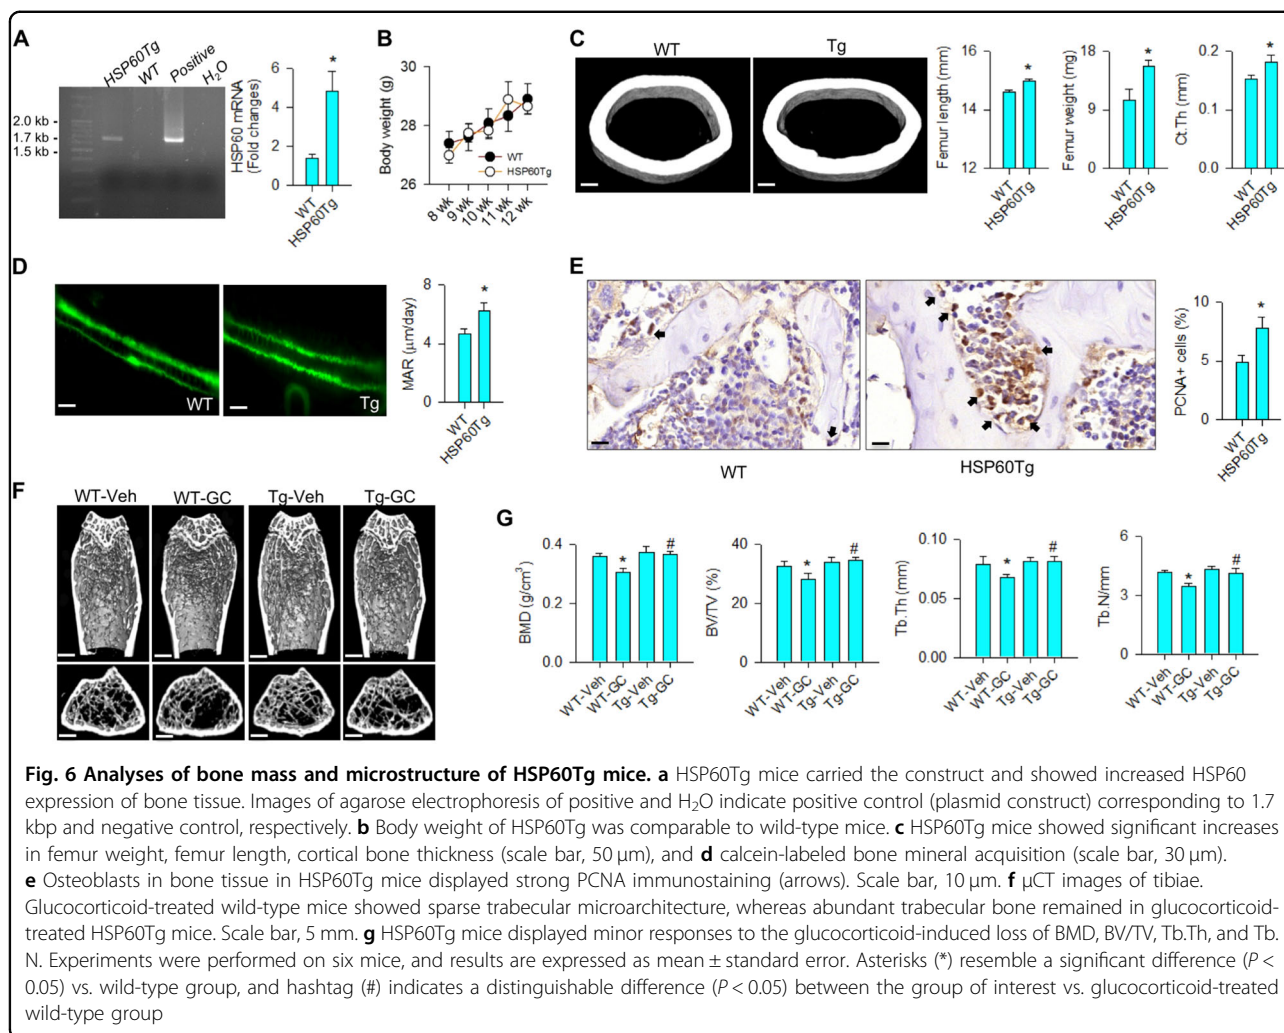 A
HSP60Tg
WT
Positive
H2O
2.0 kb
1.7 kb
1.5 kb
HSP60 mRNA
(Fold changes)
6
4
2
0
*
WT
HSP60Tg
B
Body weight (g)
30
28
26
WT
HSP60Tg
8 wk
9 wk
10 wk
11 wk
12 wk
C
WT
Tg
Femur length (mm)
16
14
12
*
WT
HSP60Tg
Femur weight (mg)
18
9
0
*
WT
HSP60Tg
Ct.Th (mm)
0.2
0.1
0.0
*
WT
HSP60Tg
D
WT
Tg
MAR (µm/day)
8
4
0
*
WT
HSP60Tg
E
WT
HSP60Tg
PCNA+ cells (%)
10
5
0
*
WT
HSP60Tg
F
WT-Veh
WT-GC
Tg-Veh
Tg-GC
G
BMD (g/cm3)
0.4
0.2
0.0
*
#
WT-Veh
WT-GC
Tg-Veh
Tg-GC
BV/TV (%)
40
20
0
*
#
WT-Veh
WT-GC
Tg-Veh
Tg-GC
Tb.Th (mm)
0.10
0.05
0.00
*
#
WT-Veh
WT-GC
Tg-Veh
Tg-GC
Tb.N/mm
6
3
0
*
#
WT-Veh
WT-GC
Tg-Veh
Tg-GC
Fig. 6 Analyses of bone mass and microstructure of HSP60Tg mice. a HSP60Tg mice carried the construct and showed increased HSP60
expression of bone tissue. Images of agarose electrophoresis of positive and H2O indicate positive control (plasmid construct) corresponding to 1.7
kbp and negative control, respectively. b Body weight of HSP60Tg was comparable to wild-type mice. c HSP60Tg mice showed significant increases
in femur weight, femur length, cortical bone thickness (scale bar, 50 µm), and d calcein-labeled bone mineral acquisition (scale bar, 30 µm).
e Osteoblasts in bone tissue in HSP60Tg mice displayed strong PCNA immunostaining (arrows). Scale bar, 10 µm. f µCT images of tibiae.
Glucocorticoid-treated wild-type mice showed sparse trabecular microarchitecture, whereas abundant trabecular bone remained in glucocorticoid-
treated HSP60Tg mice. Scale bar, 5 mm. g HSP60Tg mice displayed minor responses to the glucocorticoid-induced loss of BMD, BV/TV, Tb.Th, and Tb.
N. Experiments were performed on six mice, and results are expressed as mean ± standard error. Asterisks (*) resemble a significant difference (P <
0.05) vs. wild-type group, and hashtag (#) indicates a distinguishable difference (P < 0.05) between the group of interest vs. glucocorticoid-treated
wild-type group